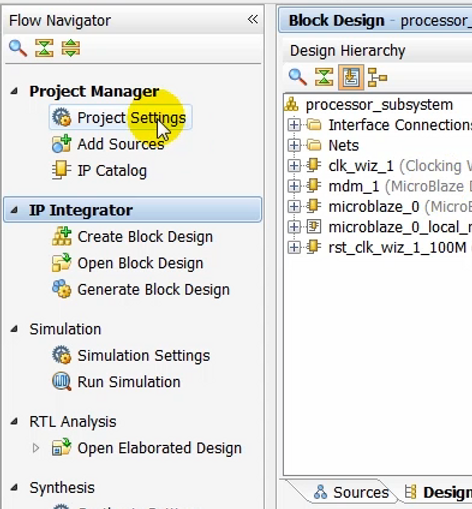 Flow Navigator
Project Manager
Project Settings
Add Sources
IP Catalog
IP Integrator
Create Block Design
Open Block Design
Generate Block Design
Simulation
Simulation Settings
Run Simulation
RTL Analysis
Open Elaborated Design
Synthesis
Block Design - processor_
Design Hierarchy
processor_subsystem
Interface Connections
Nets
clk_wiz_1 (Clocking W
mdm_1 (MicroBlaze D
microblaze_0 (MicroB
microblaze_0_local_
rst_clk_wiz_1_100M
Sources
Design